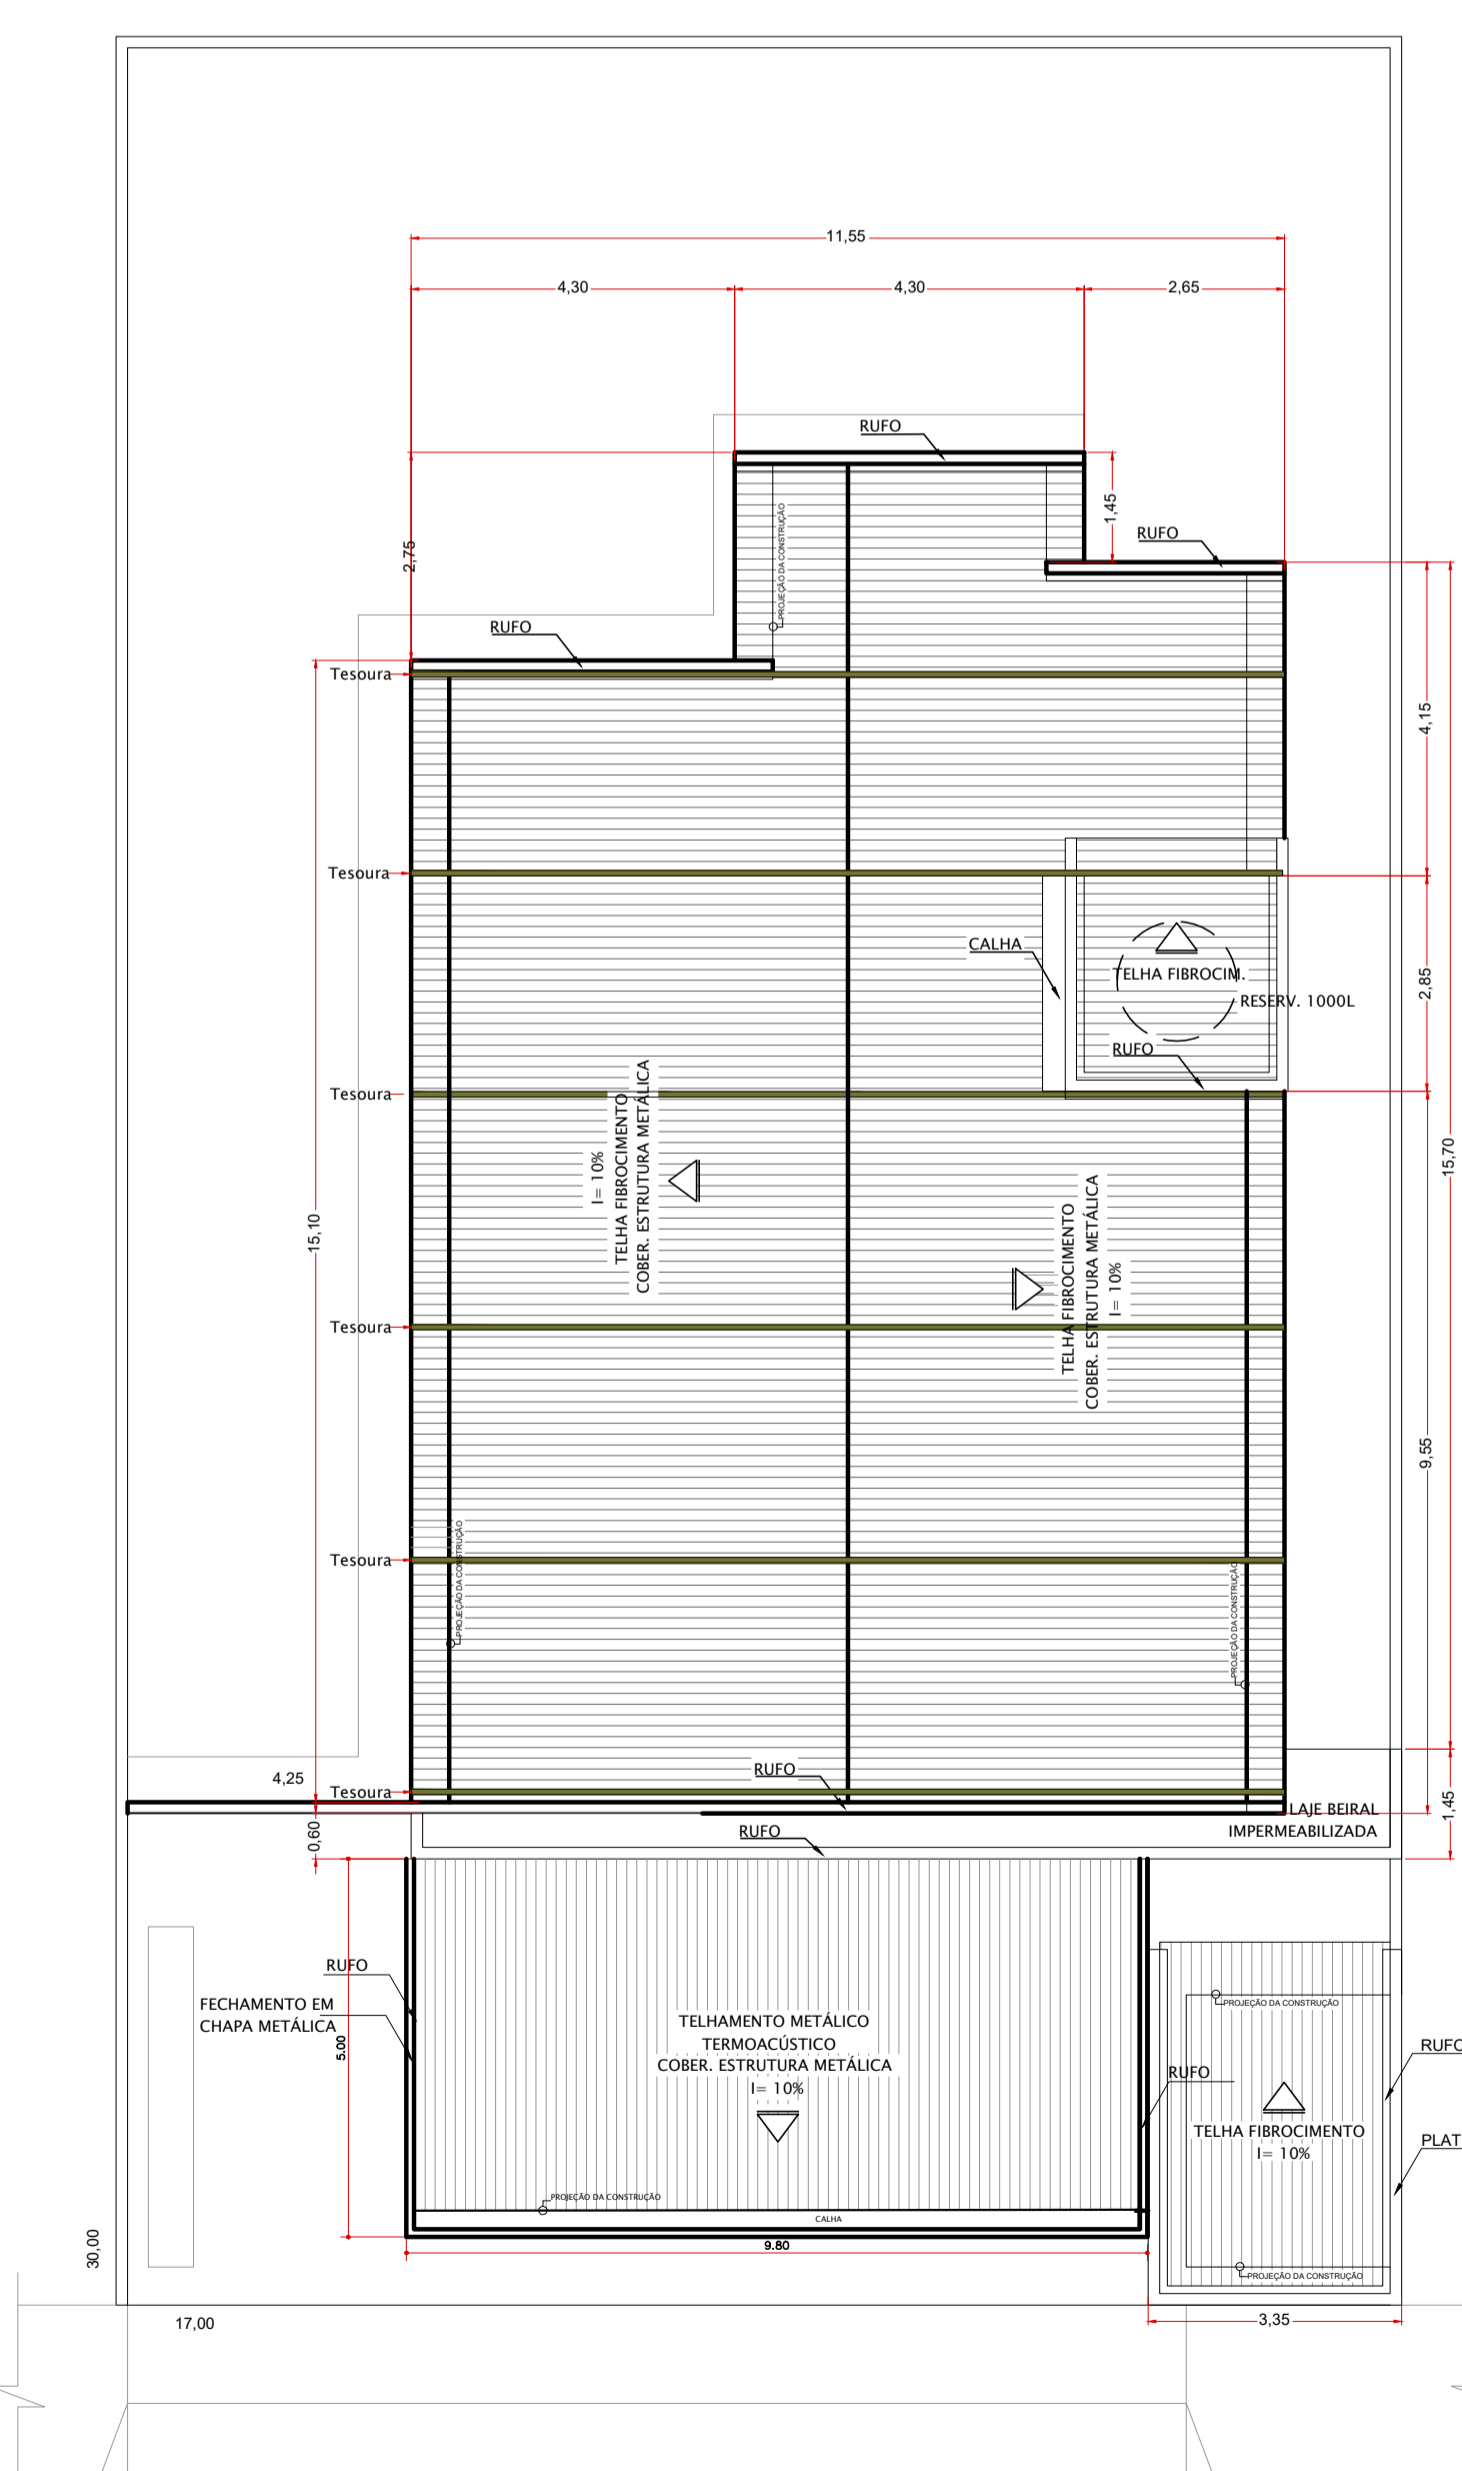 11,55
4,30
4,30
2,65
RUFO
1,45
RUFO
2,75
PROJEÇÃO DA CONSTRUÇÃO
RUFO
Tesoura
4,15
Tesoura
CALHA
TELHA FIBROCIM.
RESERV. 1000L
2,85
RUFO
Tesoura
I= 10%
TELHA FIBROCIMENTO
COBER. ESTRUTURA METÁLICA
15,70
15,10
TELHA FIBROCIMENTO
COBER. ESTRUTURA METÁLICA
I= 10%
Tesoura
9,55
Tesoura
PROJEÇÃO DA CONSTRUÇÃO
PROJEÇÃO DA CONSTRUÇÃO
4,25
RUFO
Tesoura
LAJE BEIRAL
IMPERMEABILIZADA
1,45
0,60
RUFO
RUFO
FECHAMENTO EM
CHAPA METÁLICA
5.00
TELHAMENTO METÁLICO
TERMOACÚSTICO
COBER. ESTRUTURA METÁLICA
I= 10%
PROJEÇÃO DA CONSTRUÇÃO
RUFO
RUFO
TELHA FIBROCIMENTO
I= 10%
PLAT
PROJEÇÃO DA CONSTRUÇÃO
CALHA
9.80
30,00
PROJEÇÃO DA CONSTRUÇÃO
17,00
3,35